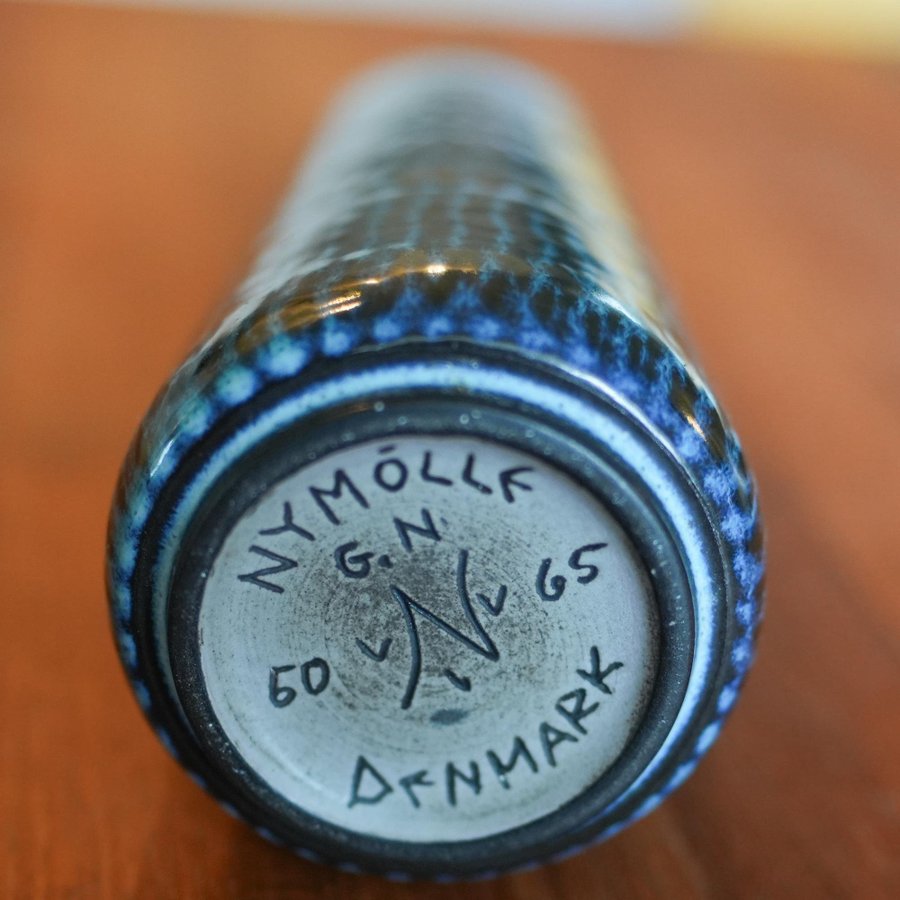 NYMÖLLE
G.N.
N
60 65
DENMARK